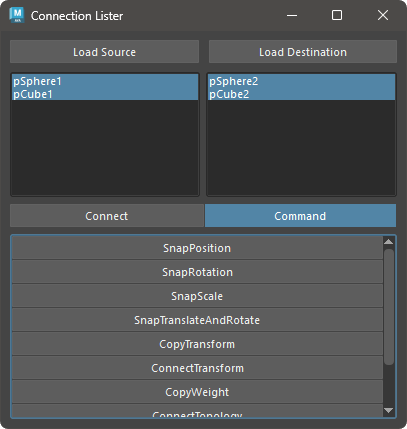 Connection Lister
Load Source Load Destination
pSphere1 pSphere2
pCube1 pCube2
Connect Command
SnapPosition
SnapRotation
SnapScale
SnapTranslateAndRotate
CopyTransform
ConnectTransform
CopyWeight
ConnectTopology